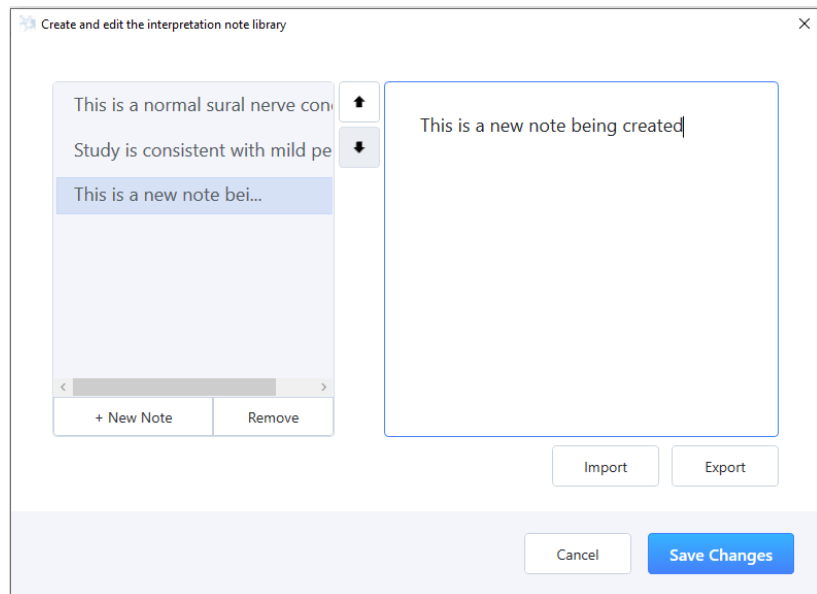 Create and edit the interpretation note library
This is a normal sural nerve con
Study is consistent with mild pe
This is a new note bei...
This is a new note being created
+ New Note
Remove
Import
Export
Cancel
Save Changes